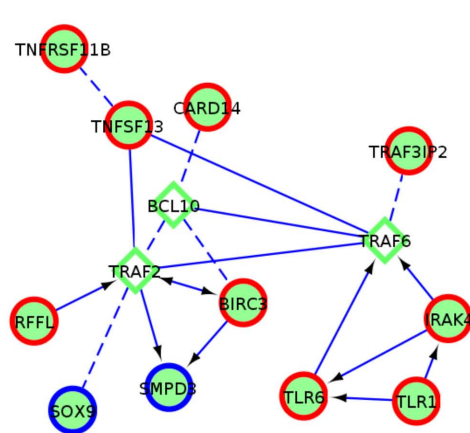 TNFRSF11B
TNFSF13
CARD14
TRAF3IP2
BCL10
TRAF6
TRAF2
BIRC3
RFFL
IRAK4
SMPD3
SOX9
TLR6
TLR1